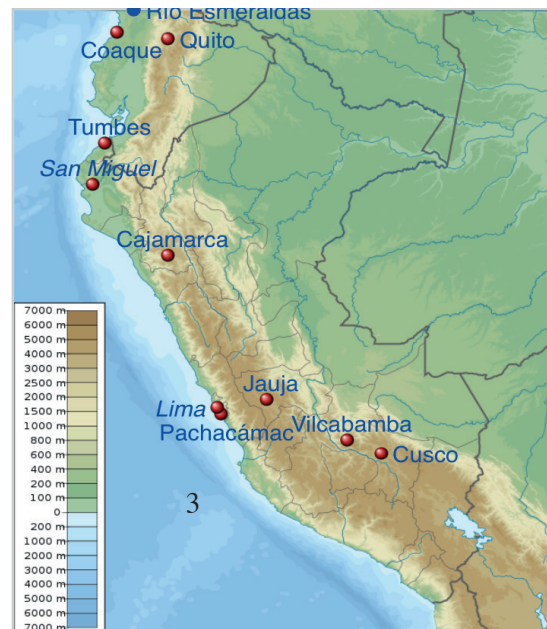 Río Esmeraldas
Coaque
Quito
Tumbes
San Miguel
Cajamarca
Jauja
Lima
Pachacámac
Vilcabamba
Cusco
3
7000 m
6000 m
5000 m
4000 m
3000 m
2500 m
2000 m
1500 m
1000 m
800 m
600 m
400 m
200 m
100 m
0
200 m
1000 m
2000 m
3000 m
4000 m
5000 m
6000 m
7000 m